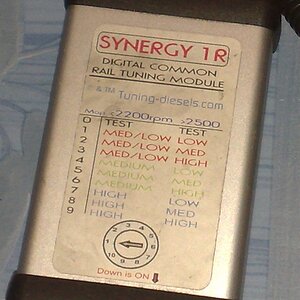 SYNERGY 1R
DIGITAL COMMON
RAIL TUNING MODULE
© &™ Tuning-diesels.com
Map <2200rpm >2500
0 TEST TEST
1 MED/LOW LOW
2 MED/LOW MED
3 MED/LOW HIGH
4 MEDIUM LOW
5 MEDIUM MED
6 MEDIUM HIGH
7 HIGH LOW
8 HIGH MED
9 HIGH HIGH
Down is ON